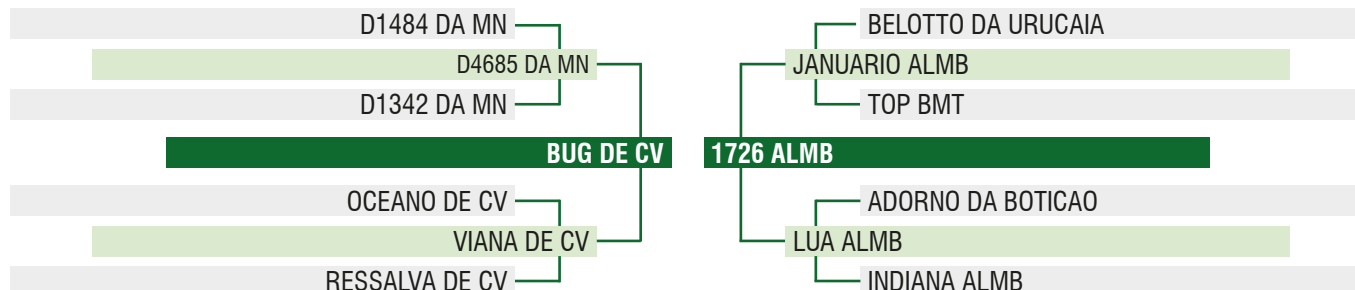 D1484 DA MN
BELOTTO DA URUCAIA
D4685 DA MN
JANUARIO ALMB
D1342 DA MN
TOP BMT
BUG DE CV
1726 ALMB
OCEANO DE CV
ADORNO DA BOTICAO
VIANA DE CV
LUA ALMB
RESSALVA DE CV
INDIANA ALMB